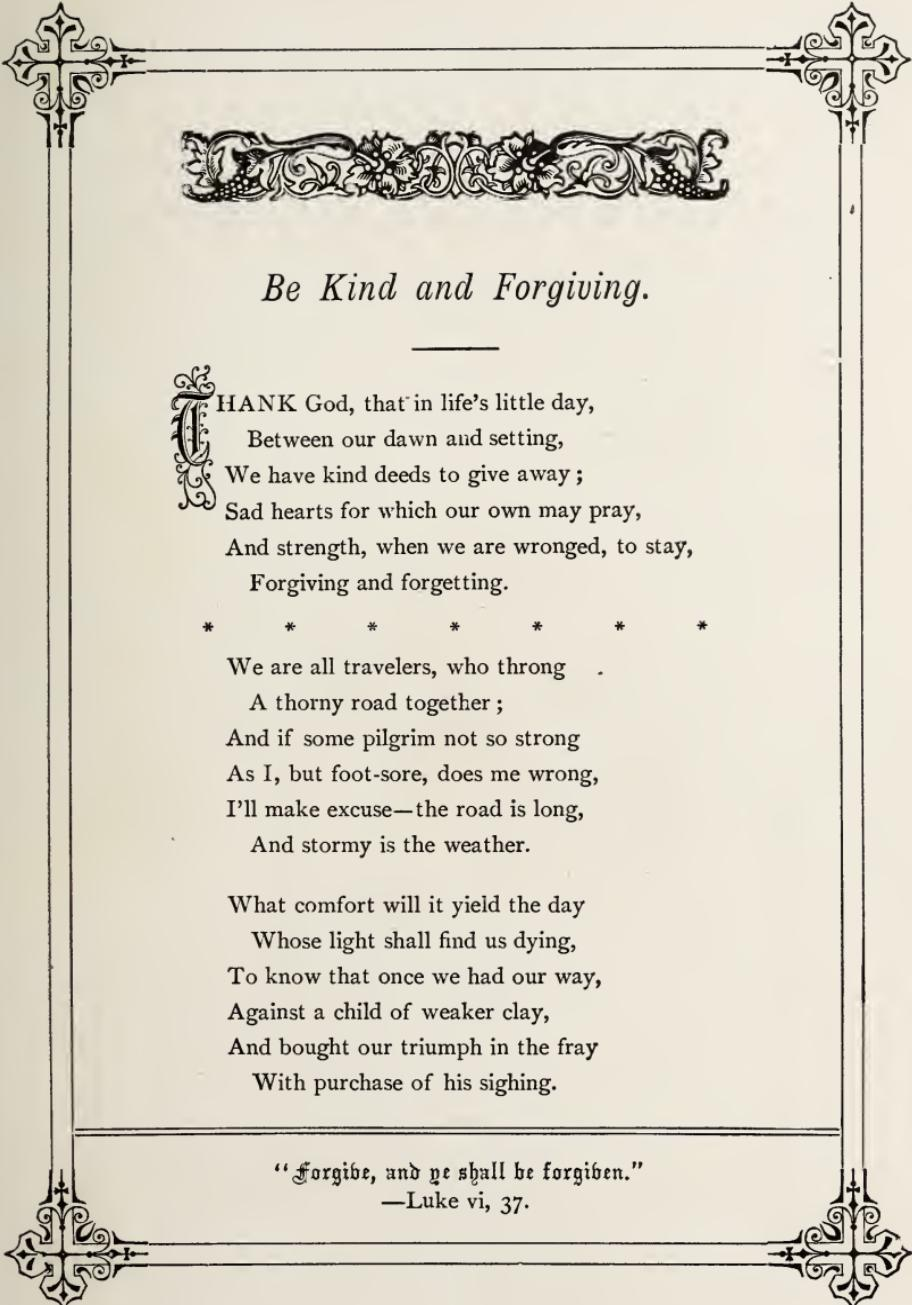 Be Kind and Forgiving.
THANK God, that in life's little day,
Between our dawn and setting,
We have kind deeds to give away;
Sad hearts for which our own may pray,
And strength, when we are wronged, to stay,
Forgiving and forgetting.
* * * * * * *
We are all travelers, who throng
A thorny road together;
And if some pilgrim not so strong
As I, but foot-sore, does me wrong,
I'll make excuse—the road is long,
And stormy is the weather.
What comfort will it yield the day
Whose light shall find us dying,
To know that once we had our way,
Against a child of weaker clay,
And bought our triumph in the fray
With purchase of his sighing.
"Forgive, and ye shall be forgiven."
—Luke vi, 37.